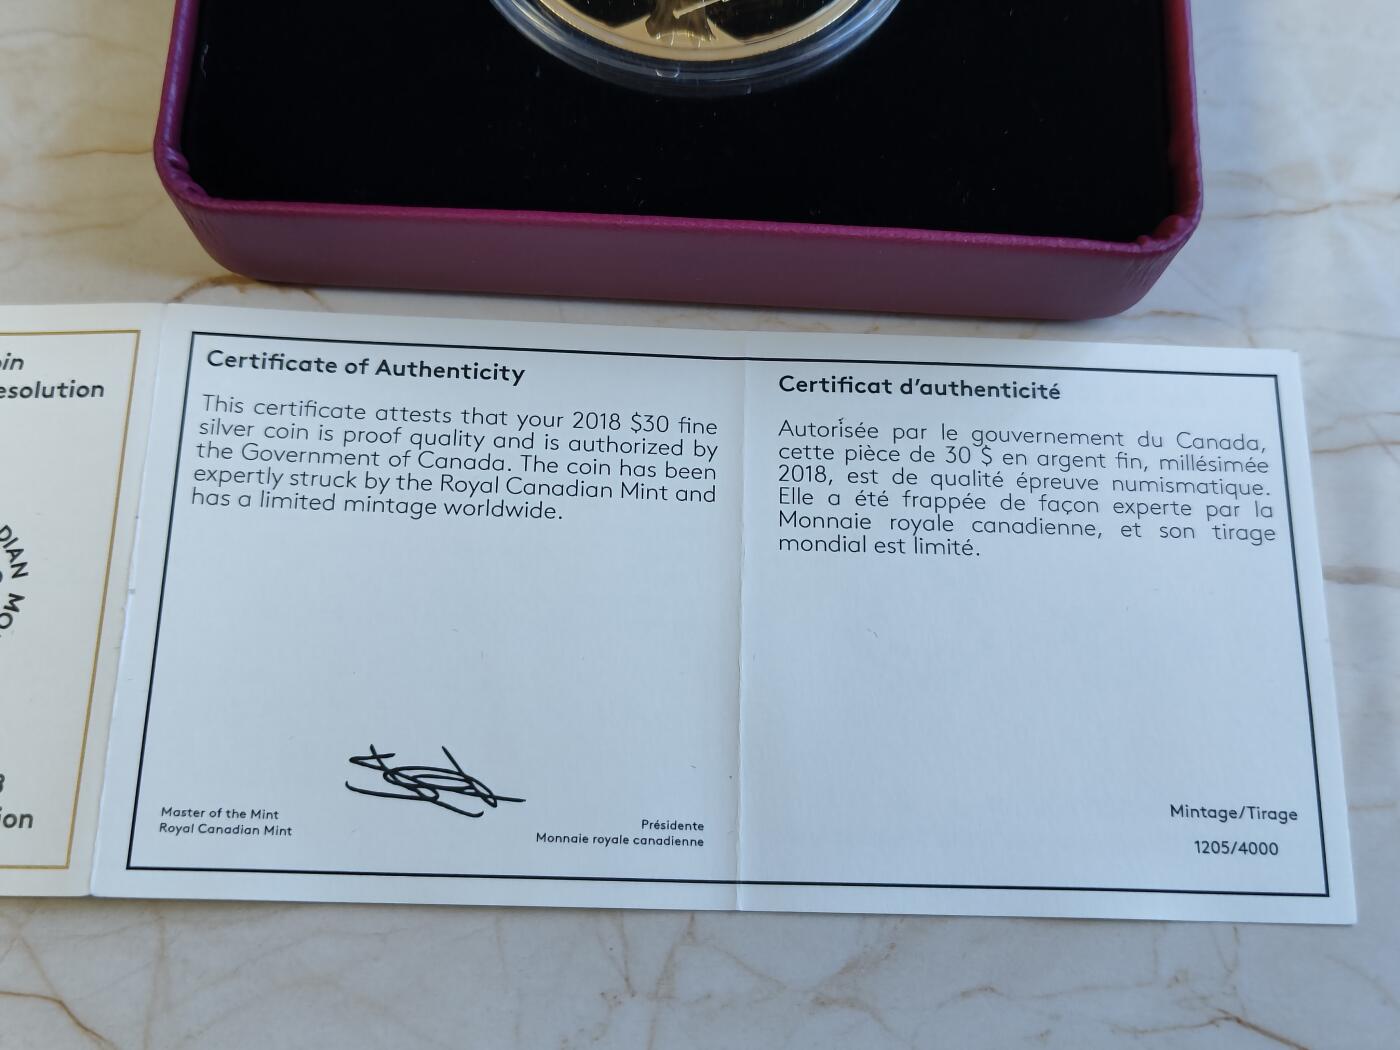 esolution
DIAN MO
Certificate of Authenticity
This certificate attests that your 2018 $30 fine
silver coin is proof quality and is authorized by
the Government of Canada. The coin has been
expertly struck by the Royal Canadian Mint and
has a limited mintage worldwide.
Master of the Mint
Royal Canadian Mint
Présidente
Monnaie royale canadienne
Certificat d'authenticité
Autorisée par le gouvernement du Canada,
cette pièce de 30 $ en argent fin, millésimée
2018, est de qualité épreuve numismatique.
Elle a été frappée de façon experte par la
Monnaie royale canadienne, et son tirage
mondial est limité.
Mintage/Tirage
1205/4000